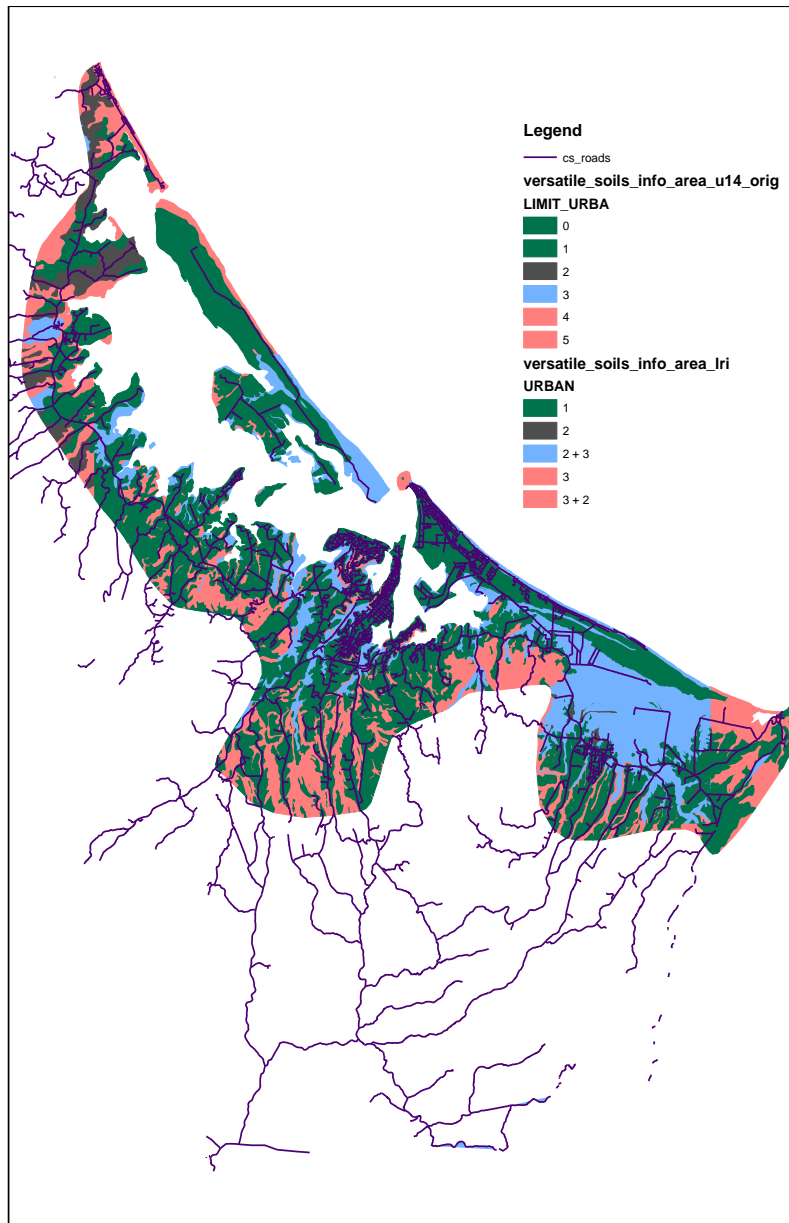 Legend
cs_roads
versatile_soils_info_area_u14_orig
LIMIT_URBA
0
1
2
3
4
5
versatile_soils_info_area_lri
URBAN
1
2
2 + 3
3
3 + 2